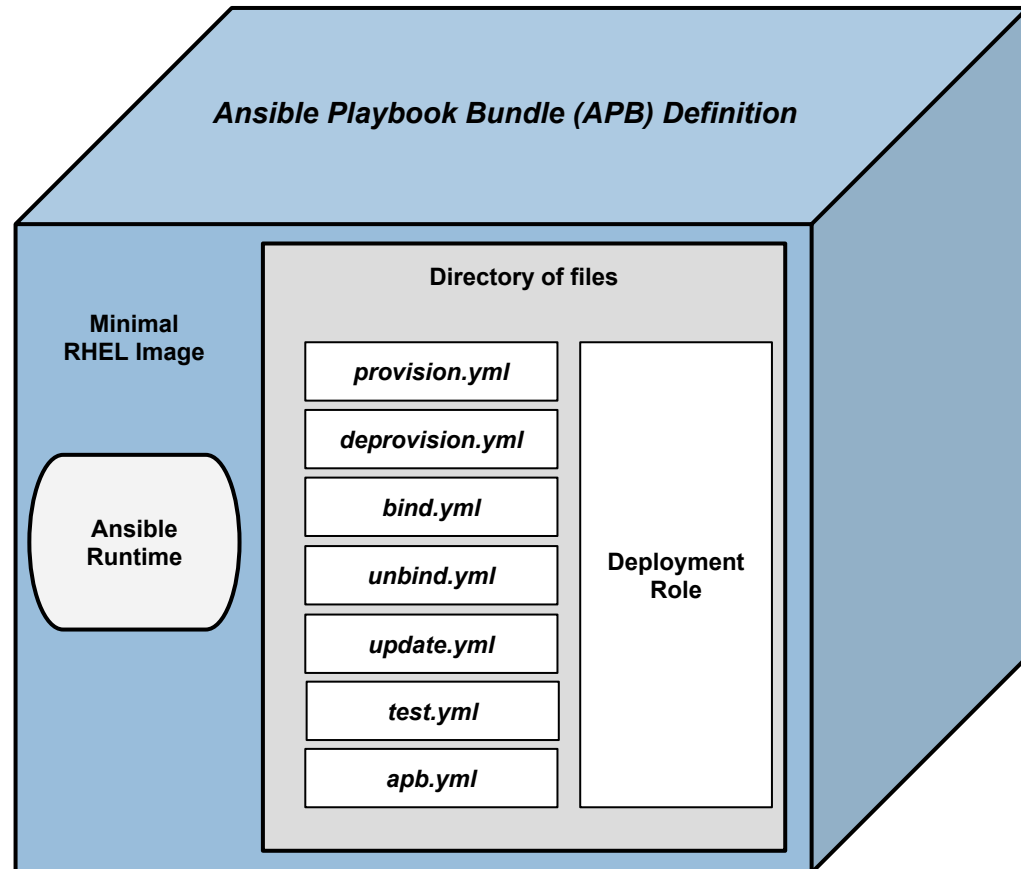 Ansible Playbook Bundle (APB) Definition
Minimal
RHEL Image
Ansible
Runtime
Directory of files
provision.yml
deprovision.yml
bind.yml
unbind.yml
update.yml
test.yml
apb.yml
Deployment
Role